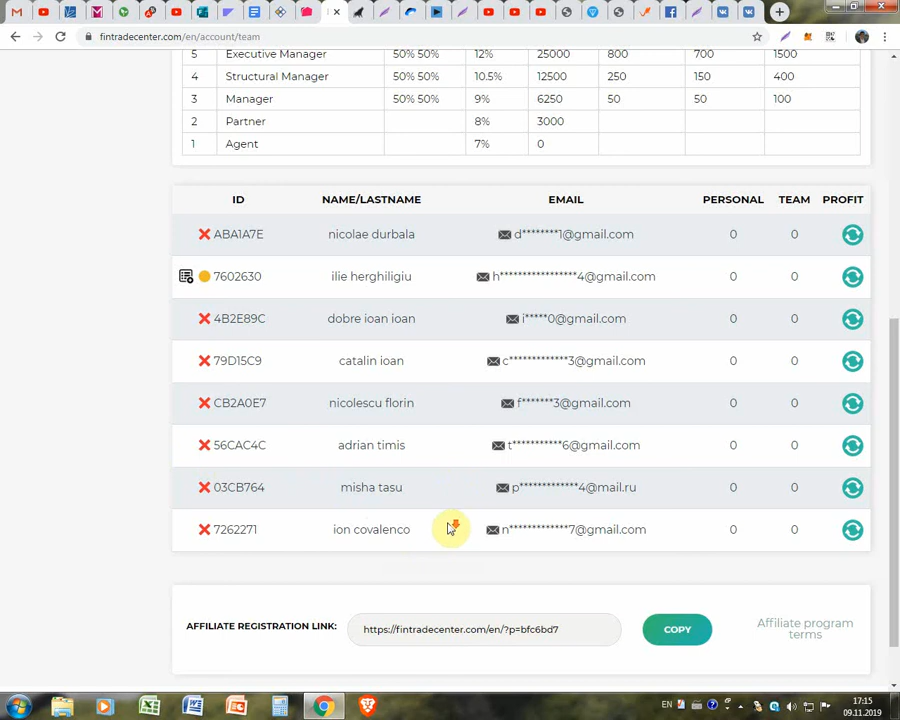 fintradecenter.com/en/account/team
5 Executive Manager 50% 50% 12% 25000 800 700 1500
4 Structural Manager 50% 50% 10.5% 12500 250 150 400
3 Manager 50% 50% 9% 6250 50 50 100
2 Partner 8% 3000
1 Agent 7% 0
ID NAME/LASTNAME EMAIL PERSONAL TEAM PROFIT
ABA1A7E nicolae durbala d********1@gmail.com 0 0
7602630 ilie herghiligiu h*****************4@gmail.com 0 0
4B2E89C dobre ioan ioan i*****0@gmail.com 0 0
79D15C9 catalin ioan c*************3@gmail.com 0 0
CB2A0E7 nicolescu florin f*******3@gmail.com 0 0
56CAC4C adrian timis t***********6@gmail.com 0 0
03CB764 misha tasu p*************4@mail.ru 0 0
7262271 ion covalenco n*************7@gmail.com 0 0
AFFILIATE REGISTRATION LINK: https://fintradecenter.com/en/?p=bfc6bd7 COPY Affiliate program
terms
EN 17:15
09.11.2019